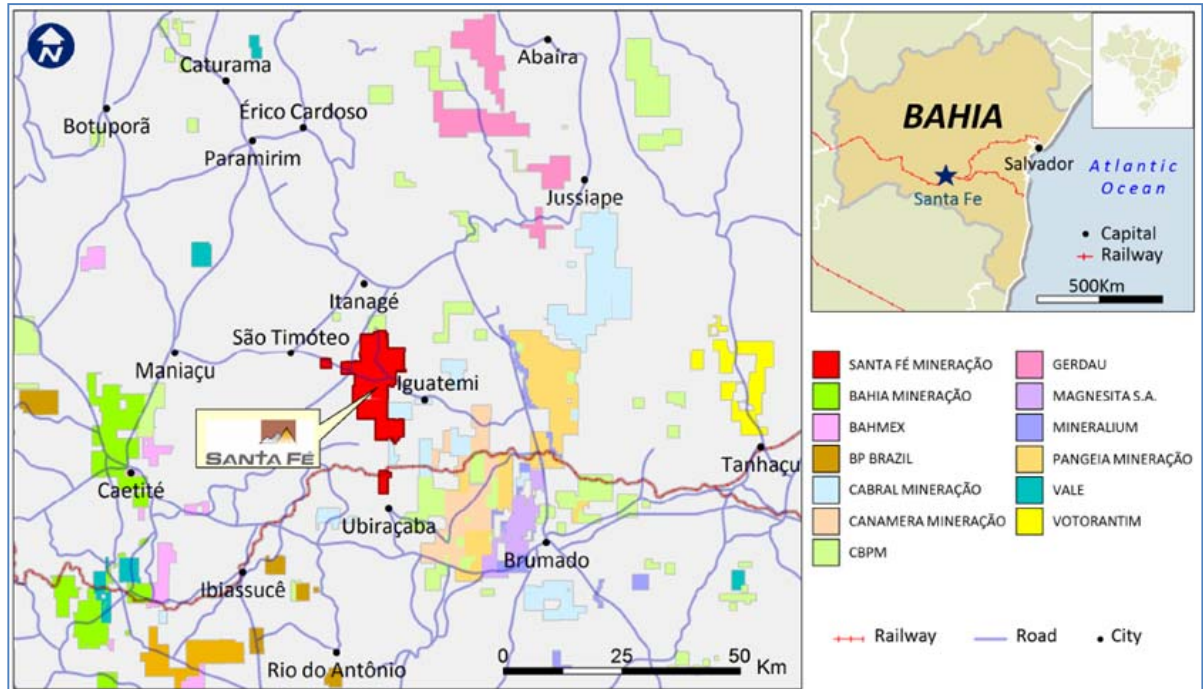 N
Caturama
Abaira
Botuporã
Érico Cardoso
Paramirim
Jussiape
Itanagé
São Timóteo
Maniaçu
Iguatemi
SANTA FÉ
Tanhaçu
Caetité
Ubiraçaba
Brumado
Ibiassucê
Rio do Antônio
0 25 50
Km
BAHIA
Salvador
Santa Fe
Atlantic
Ocean
Capital
Railway
500Km
SANTA FÉ MINERAÇÃO
BAHIA MINERAÇÃO
BAHMEX
BP BRAZIL
CABRAL MINERAÇÃO
CANAMERA MINERAÇÃO
CBPM
GERDAU
MAGNESITA S.A.
MINERALIUM
PANGEIA MINERAÇÃO
VALE
VOTORANTIM
Railway Road City